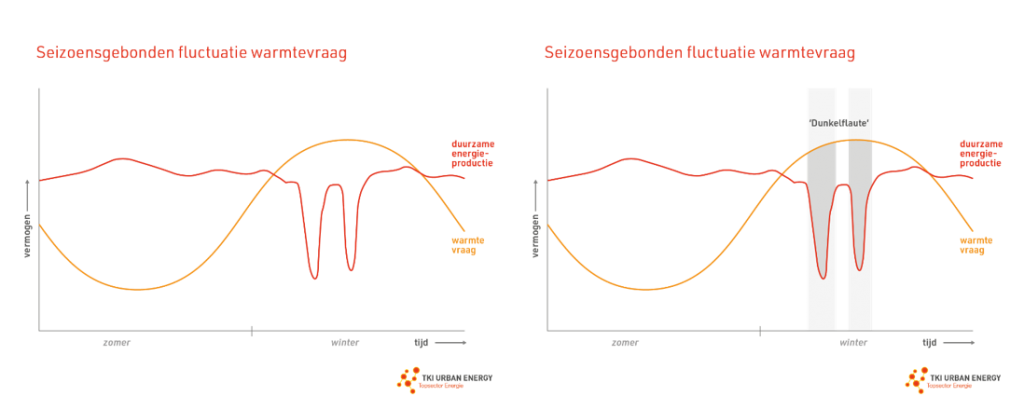 Seizoensgebonden fluctuatie warmtevraag
duurzame
energie-
productie
warmte
vraag
vermogen
zomer
winter
tijd
TKI URBAN ENERGY
Topsector Energie
Seizoensgebonden fluctuatie warmtevraag
'Dunkelflaute'
duurzame
energie-
productie
warmte
vraag
vermogen
zomer
winter
tijd
TKI URBAN ENERGY
Topsector Energie